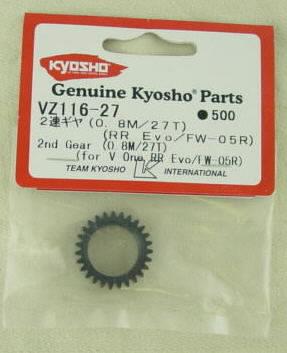 KYOSHO
Genuine Kyosho Parts
VZ116-27 ●500
2連ギヤ(0.8M/27T)
(RR Evo/FW-05R)
2nd Gear (0.8M/27T)
(for V One RR Evo/FW-05R)
TEAM KYOSHO INTERNATIONAL